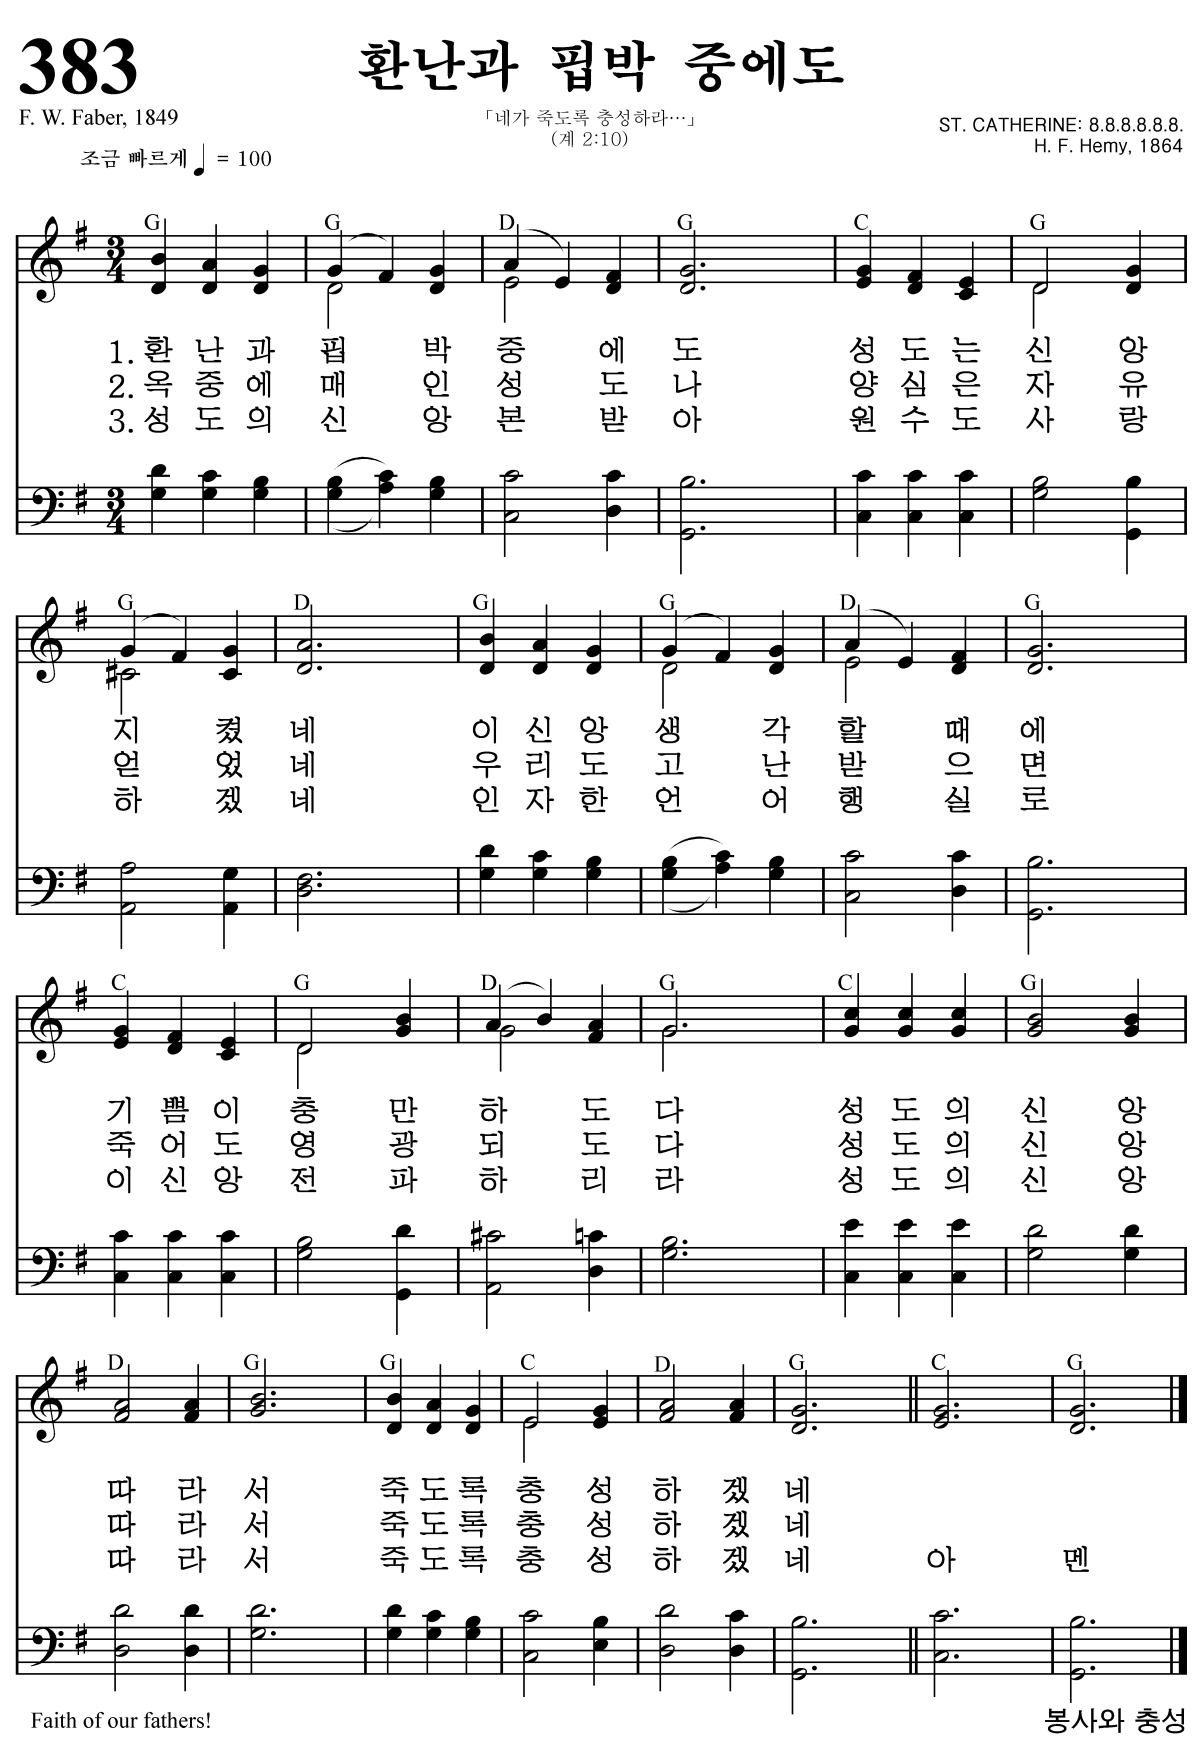 383
환난과 핍박 중에도
F. W. Faber, 1849
「네가 죽도록 충성하라…」
(계 2:10)
ST. CATHERINE: 8.8.8.8.8.8.
H. F. Hemy, 1864
조금 빠르게 ♩ = 100
G G D G C G
3 4
1. 환 난 과 핍 박 중 에 도 성 도 는 신 앙
2. 옥 중 에 매 인 성 도 나 양 심 은 자 유
3. 성 도 의 신 앙 본 받 아 원 수 도 사 랑
3 4
G D G G D G
지 켰 네 이 신 앙 생 각 할 때 에
얻 었 네 우 리 도 고 난 받 으 면
하 겠 네 인 자 한 언 어 행 실 로
C G D G C G
기 쁨 이 충 만 하 도 다 성 도 의 신 앙
죽 어 도 영 광 되 도 다 성 도 의 신 앙
이 신 앙 전 파 하 리 라 성 도 의 신 앙
D G G C D G C G
따 라 서 죽 도 록 충 성 하 겠 네
따 라 서 죽 도 록 충 성 하 겠 네
따 라 서 죽 도 록 충 성 하 겠 네 아 멘
Faith of our fathers!
봉사와 충성